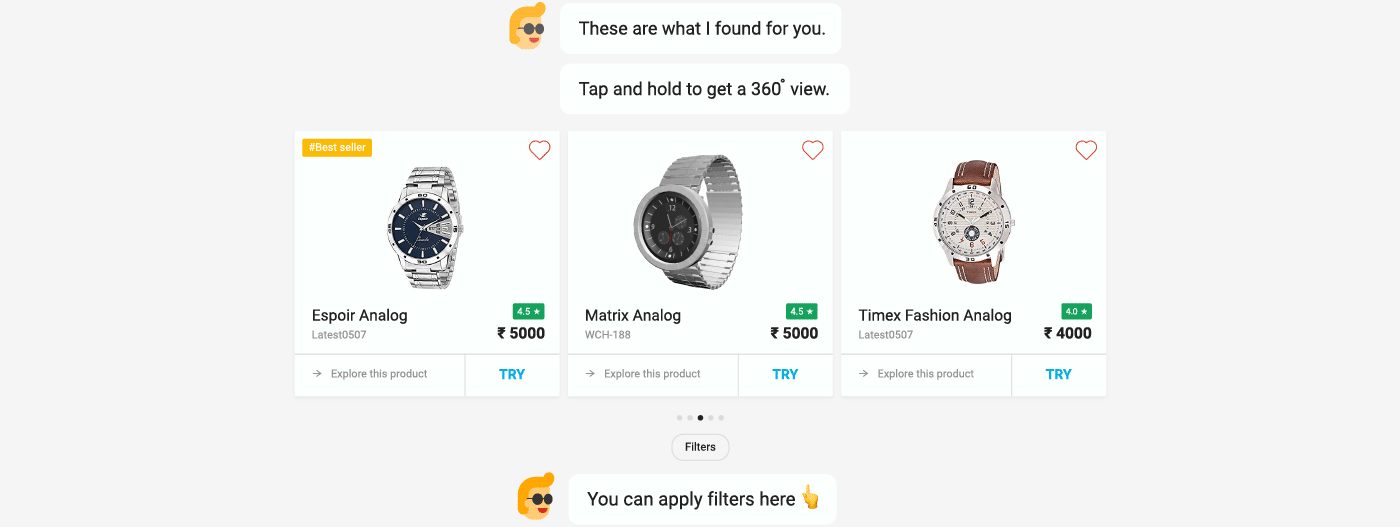 These are what I found for you.
Tap and hold to get a 360° view.
#Best seller
Espoir Analog
4.5 ★
Latest0507
₹ 5000
→ Explore this product
TRY
Matrix Analog
4.5 ★
WCH-188
₹ 5000
→ Explore this product
TRY
Timex Fashion Analog
4.0 ★
Latest0507
₹ 4000
→ Explore this product
TRY
Filters
You can apply filters here 👆